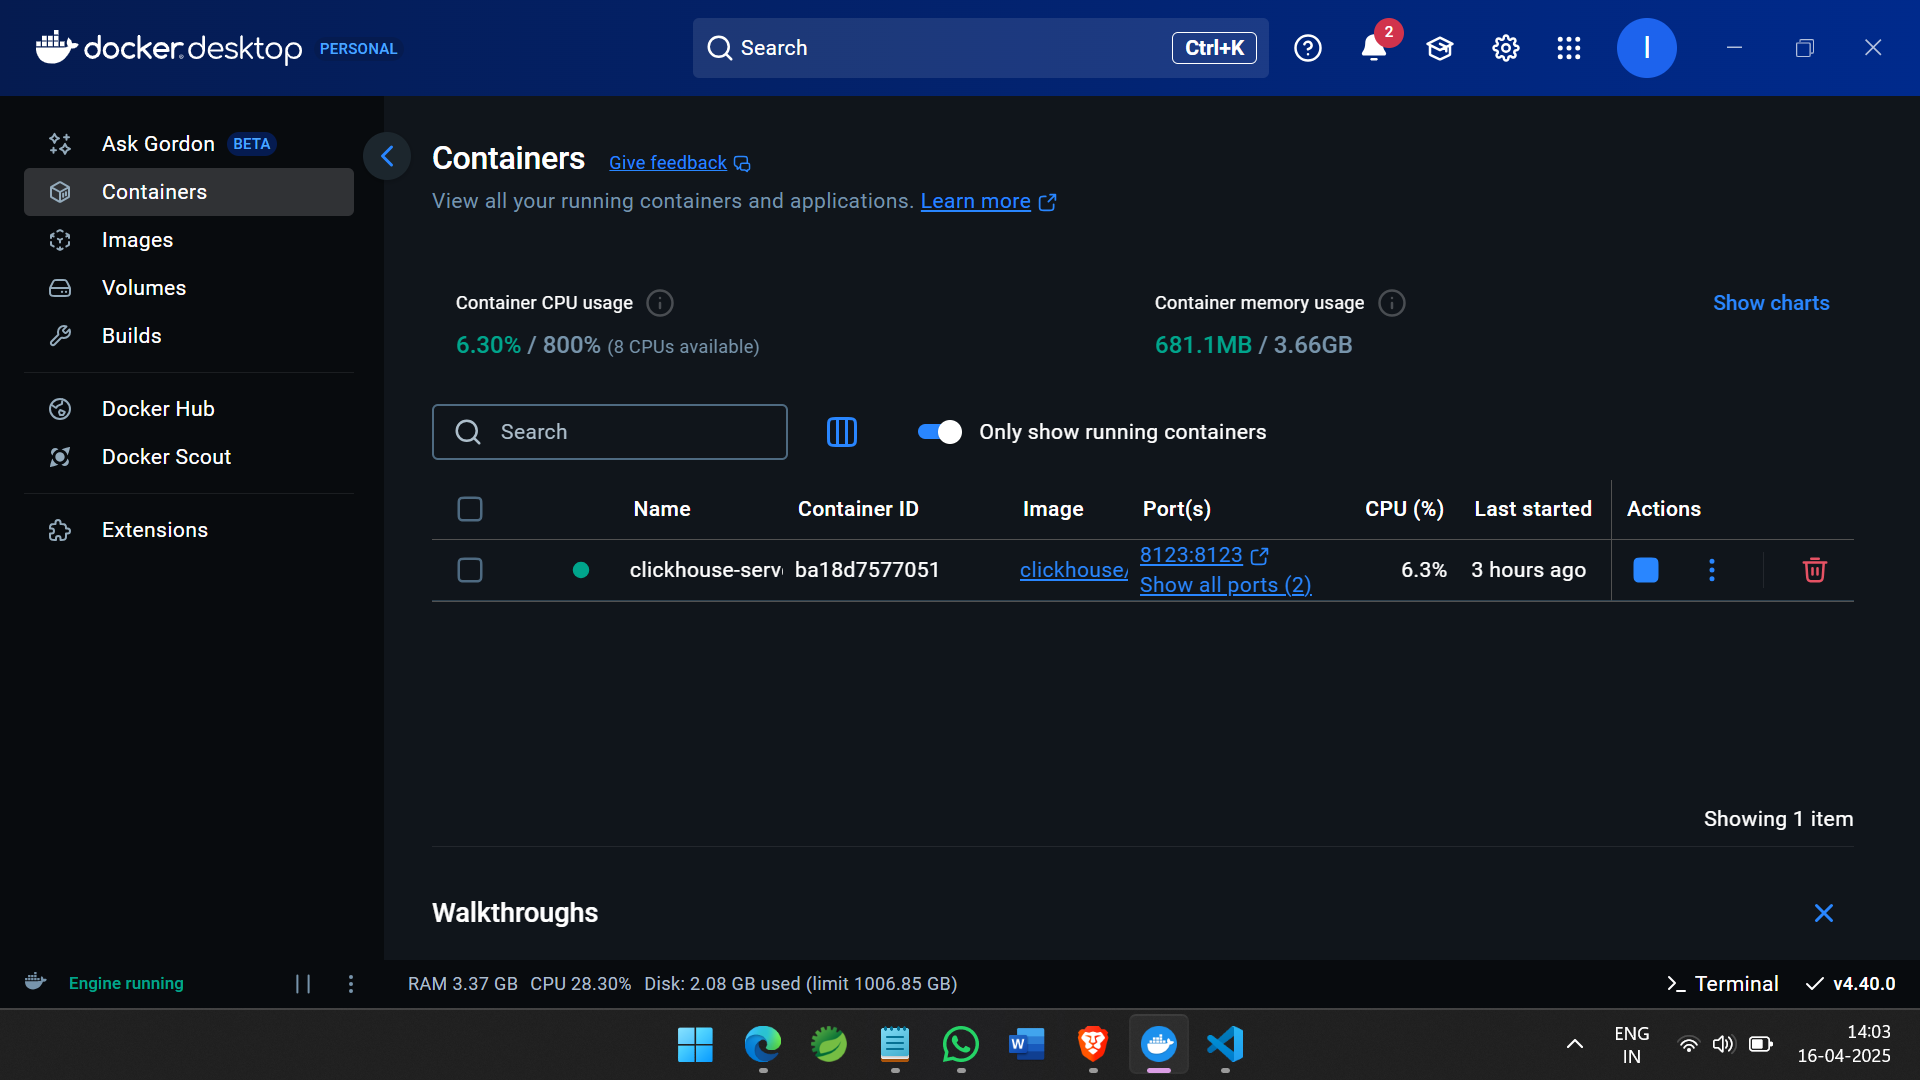 docker desktop PERSONAL
Search Ctrl+K
2
I
Ask Gordon BETA
Containers
Images
Volumes
Builds
Docker Hub
Docker Scout
Extensions
Containers Give feedback
View all your running containers and applications. Learn more
Container CPU usage
6.30% / 800% (8 CPUs available)
Container memory usage
681.1MB / 3.66GB
Show charts
Search
Only show running containers
Name Container ID Image Port(s) CPU (%) Last started Actions
clickhouse-serv ba18d7577051 clickhouse/ 8123:8123 6.3% 3 hours ago
Show all ports (2)
Showing 1 item
Walkthroughs
Engine running
RAM 3.37 GB CPU 28.30% Disk: 2.08 GB used (limit 1006.85 GB)
Terminal v4.40.0
W
ENG
IN
14:03
16-04-2025